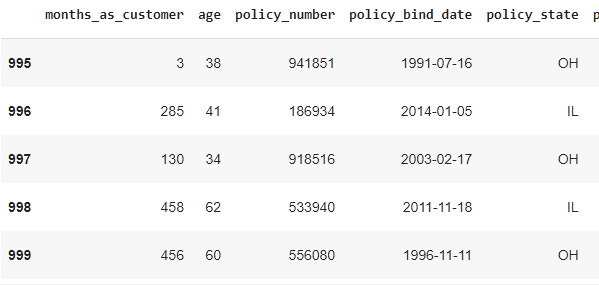 months_as_customer age policy_number policy_bind_date policy_state p
995 3 38 941851 1991-07-16 OH
996 285 41 186934 2014-01-05 IL
997 130 34 918516 2003-02-17 OH
998 458 62 533940 2011-11-18 IL
999 456 60 556080 1996-11-11 OH